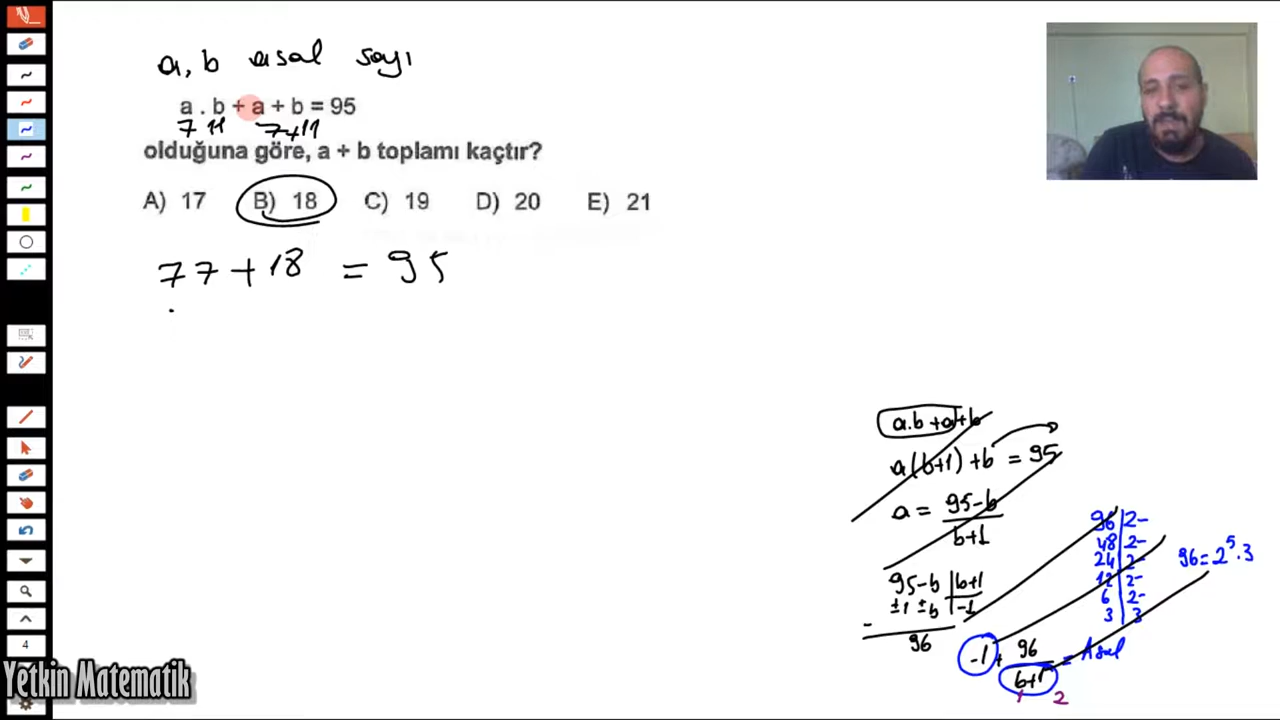 a, b asal sayı
a . b + a + b = 95
7 11 7+11
olduğuna göre, a + b toplamı kaçtır?
A) 17 B) 18 C) 19 D) 20 E) 21
77 + 18 = 95
a.b + a + b
a(b+1) + b = 95
a = 95-b / b+1
95-b | b+1
±1 ±b | -1
- 96
-1 + 96 / b+1 = Asal
1 2
96 | 2-
48 | 2-
24 | 2-
12 | 2-
6 | 2-
3 | 3
96 = 2⁵.3
4
Yetkin Matematik